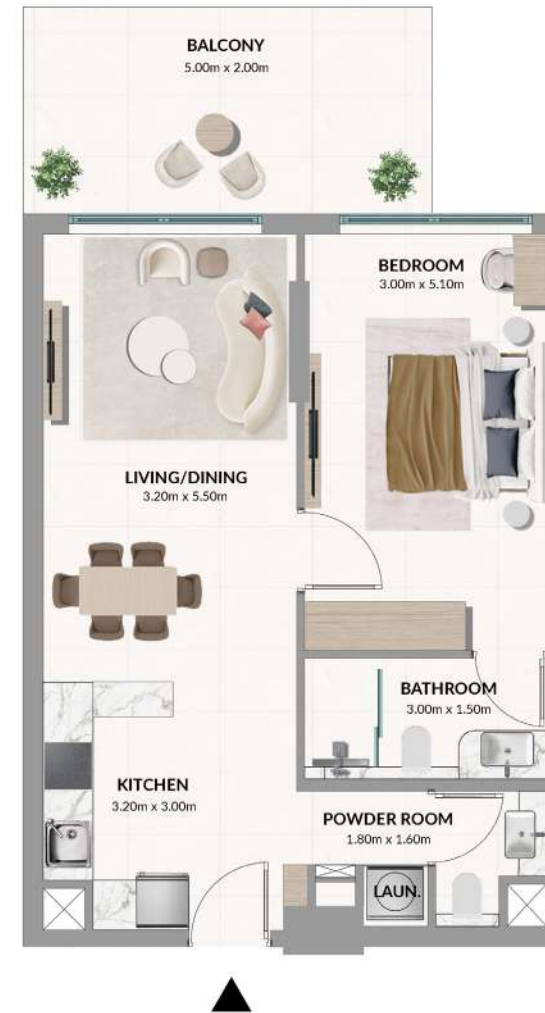 BALCONY
5.00m x 2.00m
BEDROOM
3.00m x 5.10m
LIVING/DINING
3.20m x 5.50m
BATHROOM
3.00m x 1.50m
KITCHEN
3.20m x 3.00m
POWDER ROOM
1.80m x 1.60m
LAUN.